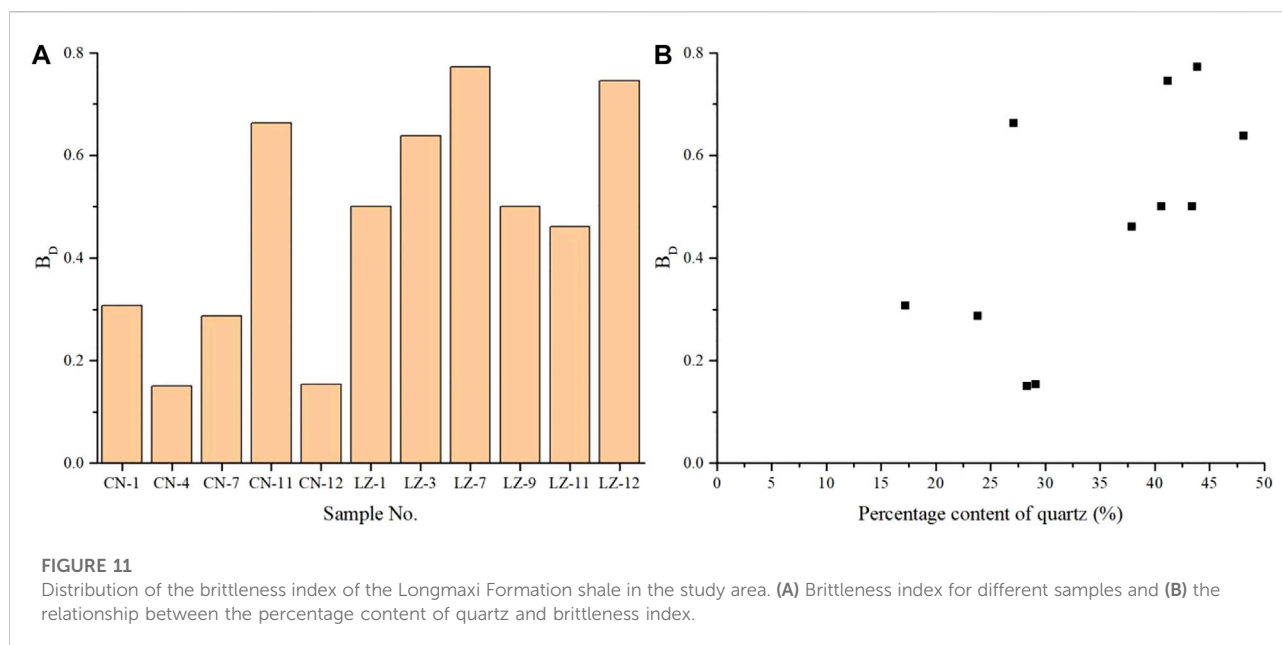 A
0.8
0.6
0.4
0.2
0.0
B_D
CN-1 CN-4 CN-7 CN-11 CN-12 LZ-1 LZ-3 LZ-7 LZ-9 LZ-11 LZ-12
Sample No.
B
0.8
0.6
0.4
0.2
0.0
B_D
0 5 10 15 20 25 30 35 40 45 50
Percentage content of quartz (%)
FIGURE 11
Distribution of the brittleness index of the Longmaxi Formation shale in the study area. (A) Brittleness index for different samples and (B) the
relationship between the percentage content of quartz and brittleness index.